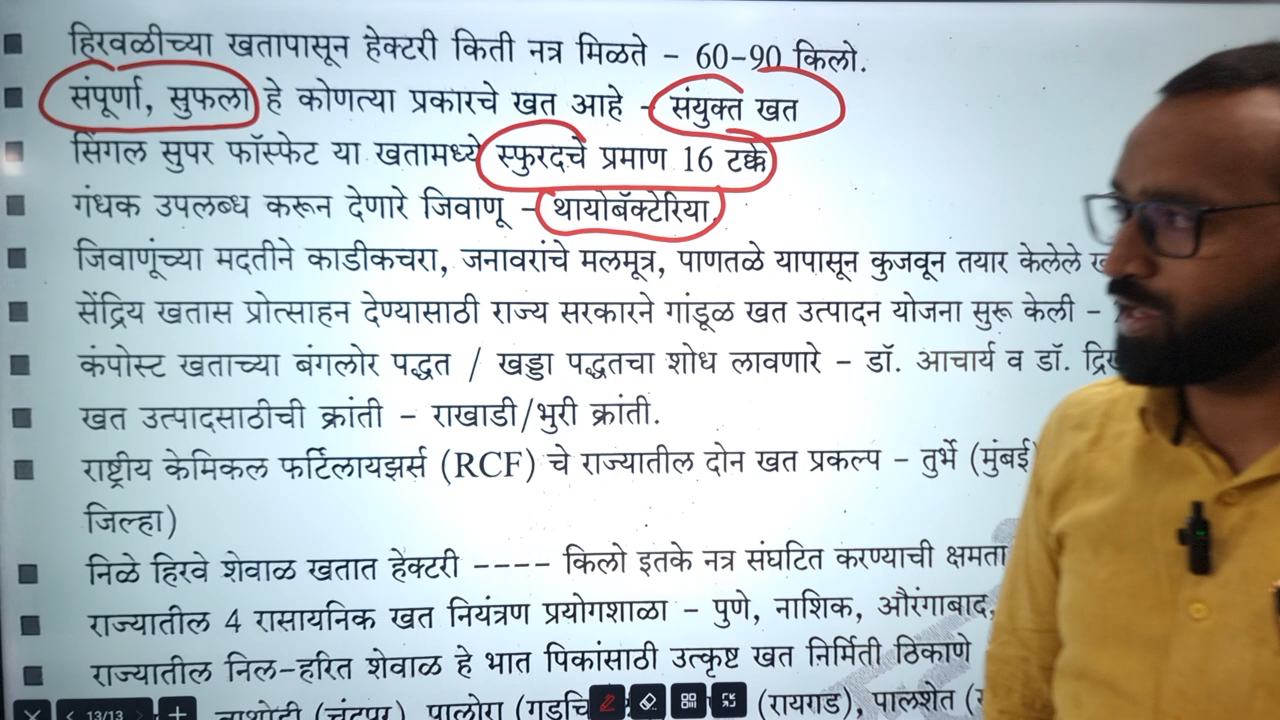 हिरवळीच्या खतापासून हेक्टरी किती नत्र मिळते – 60–90 किलो.
संपूर्णा, सुफला हे कोणत्या प्रकारचे खत आहे – संयुक्त खत
सिंगल सुपर फॉस्फेट या खतामध्ये स्फुरदचे प्रमाण 16 टक्के
गंधक उपलब्ध करून देणारे जिवाणू – थायोबॅक्टेरिया.
जिवाणूंच्या मदतीने काडीकचरा, जनावरांचे मलमूत्र, पाणतळे यापासून कुजवून तयार केलेले
सेंद्रिय खतास प्रोत्साहन देण्यासाठी राज्य सरकारने गांडूळ खत उत्पादन योजना सुरू केली –
कंपोस्ट खताच्या बंगलोर पद्धत / खड्डा पद्धतचा शोध लावणारे – डॉ. आचार्य व डॉ.
खत उत्पादसाठीची क्रांती – राखाडी/भुरी क्रांती.
राष्ट्रीय केमिकल फर्टिलायझर्स (RCF) चे राज्यातील दोन खत प्रकल्प – तुर्भे (मुंबई)
जिल्हा)
निळे हिरवे शेवाळ खतात हेक्टरी ---- किलो इतके नत्र संघटित करण्याची क्षमता
राज्यातील 4 रासायनिक खत नियंत्रण प्रयोगशाळा – पुणे, नाशिक, औरंगाबाद,
राज्यातील निल-हरित शेवाळ हे भात पिकांसाठी उत्कृष्ट खत निर्मिती ठिकाणे
(चंद्रपूर), पालोरा (रायगड), पालशेत
13/13